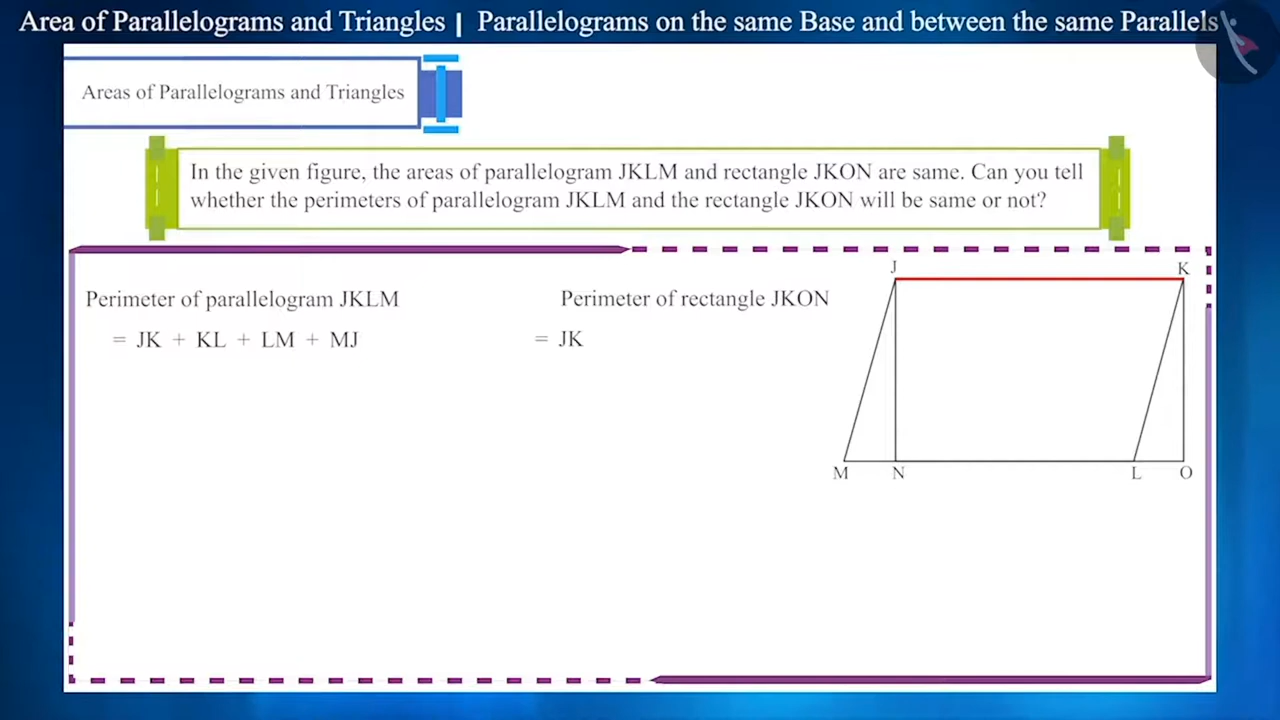 Area of Parallelograms and Triangles | Parallelograms on the same Base and between the same Parallels
Areas of Parallelograms and Triangles
In the given figure, the areas of parallelogram JKLM and rectangle JKON are same. Can you tell
whether the perimeters of parallelogram JKLM and the rectangle JKON will be same or not?
J K
Perimeter of parallelogram JKLM Perimeter of rectangle JKON
= JK + KL + LM + MJ = JK
M N L O